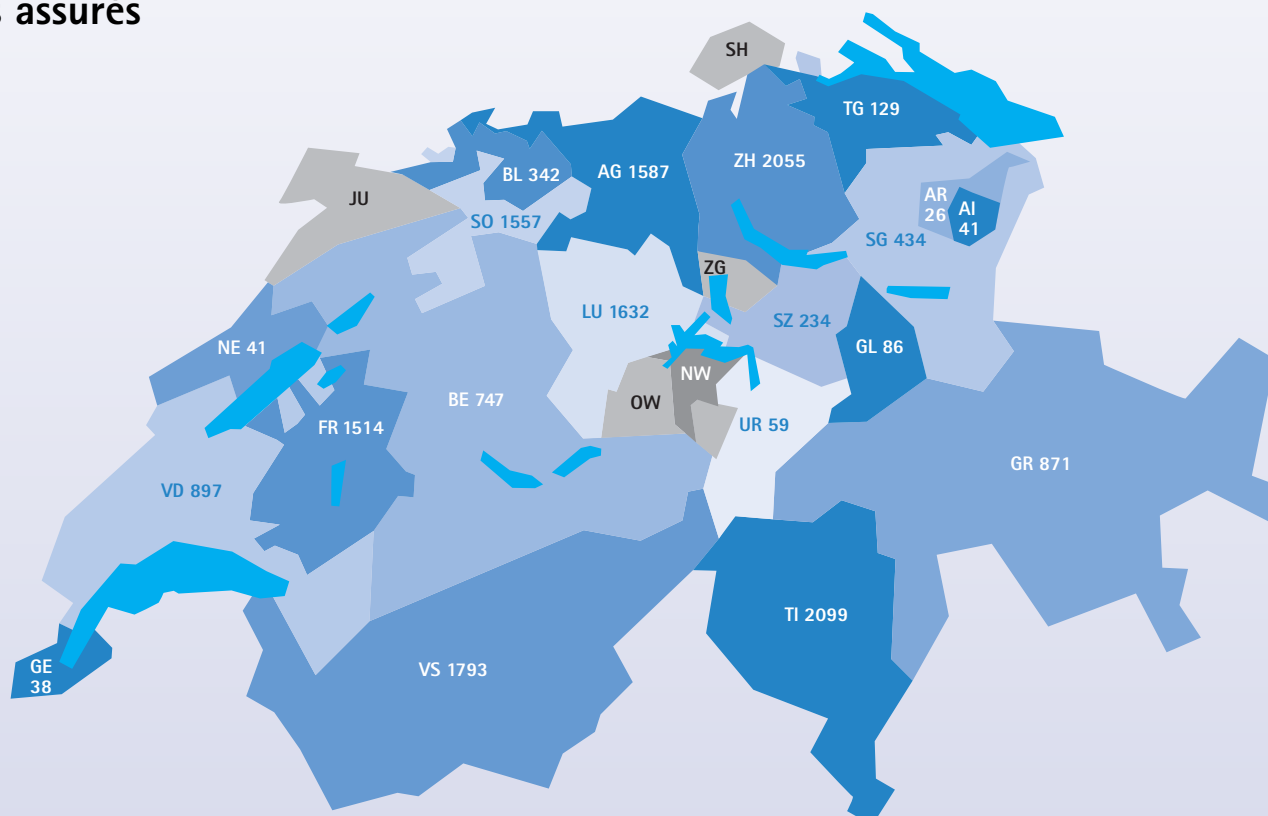 assurés
SH
TG 129
ZH 2055
AG 1587
BL 342
JU
AR
26
AI
41
SO 1557
SG 434
ZG
LU 1632
SZ 234
NE 41
GL 86
NW
BE 747
OW
FR 1514
UR 59
GR 871
VD 897
TI 2099
GE
38
VS 1793